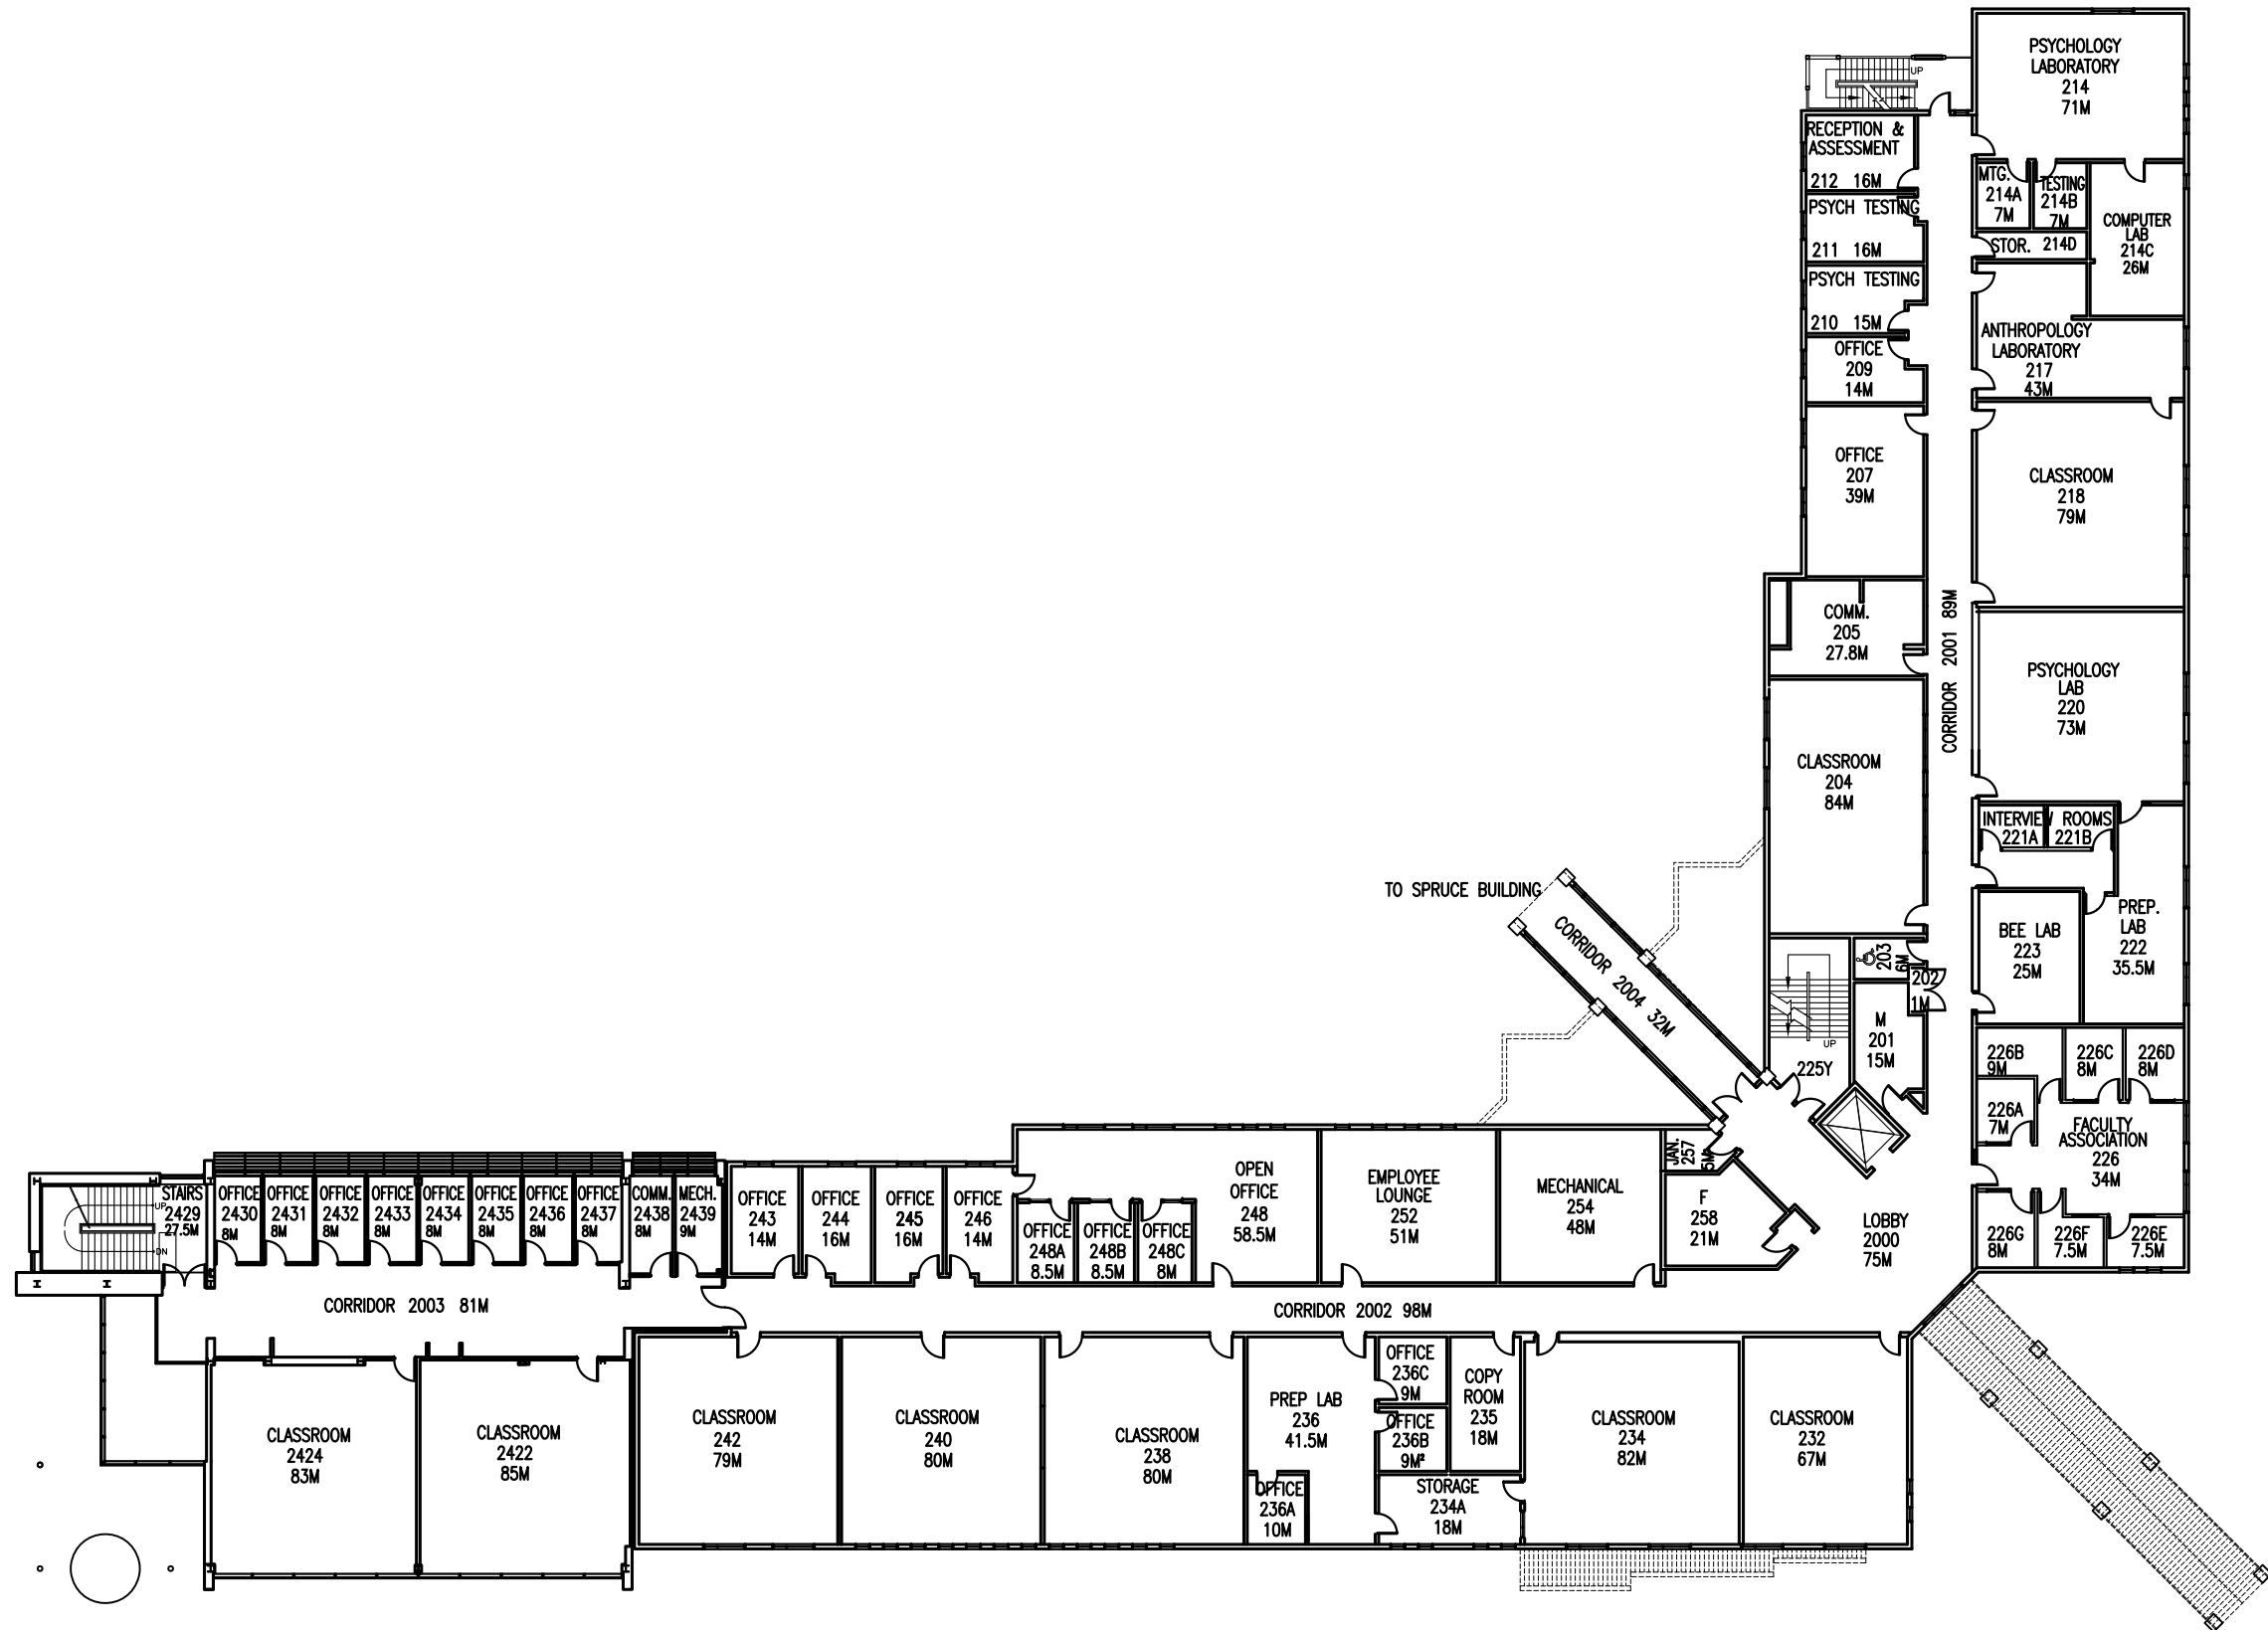 PSYCHOLOGY
LABORATORY
214
71M
UP
RECEPTION &
ASSESSMENT
212 16M
MTG.
214A
7M
TESTING
214B
7M
COMPUTER
LAB
214C
26M
PSYCH TESTING
211 16M
STOR. 214D
PSYCH TESTING
210 15M
ANTHROPOLOGY
LABORATORY
217
43M
OFFICE
209
14M
OFFICE
207
39M
CLASSROOM
218
79M
COMM.
205
27.8M
CORRIDOR 2001 89M
PSYCHOLOGY
LAB
220
73M
CLASSROOM
204
84M
INTERVIEW ROOMS
221A
221B
TO SPRUCE BUILDING
CORRIDOR 2004 32M
BEE LAB
223
25M
PREP.
LAB
222
35.5M
203
6M
202
1M
M
201
15M
UP
225Y
226B
9M
226C
8M
226D
8M
226A
7M
FACULTY
ASSOCIATION
226
34M
226G
8M
226F
7.5M
226E
7.5M
JAN.
257
5M
F
258
21M
LOBBY
2000
75M
STAIRS
2429
27.5M
UP
DN
OFFICE
2430
8M
OFFICE
2431
8M
OFFICE
2432
8M
OFFICE
2433
8M
OFFICE
2434
8M
OFFICE
2435
8M
OFFICE
2436
8M
OFFICE
2437
8M
COMM.
2438
8M
MECH.
2439
9M
OFFICE
243
14M
OFFICE
244
16M
OFFICE
245
16M
OFFICE
246
14M
OFFICE
248A
8.5M
OFFICE
248B
8.5M
OFFICE
248C
8M
OPEN
OFFICE
248
58.5M
EMPLOYEE
LOUNGE
252
51M
MECHANICAL
254
48M
CORRIDOR 2003 81M
CORRIDOR 2002 98M
CLASSROOM
2424
83M
CLASSROOM
2422
85M
CLASSROOM
242
79M
CLASSROOM
240
80M
CLASSROOM
238
80M
PREP LAB
236
41.5M
OFFICE
236A
10M
OFFICE
236C
9M
OFFICE
236B
9M²
COPY
ROOM
235
18M
STORAGE
234A
18M
CLASSROOM
234
82M
CLASSROOM
232
67M